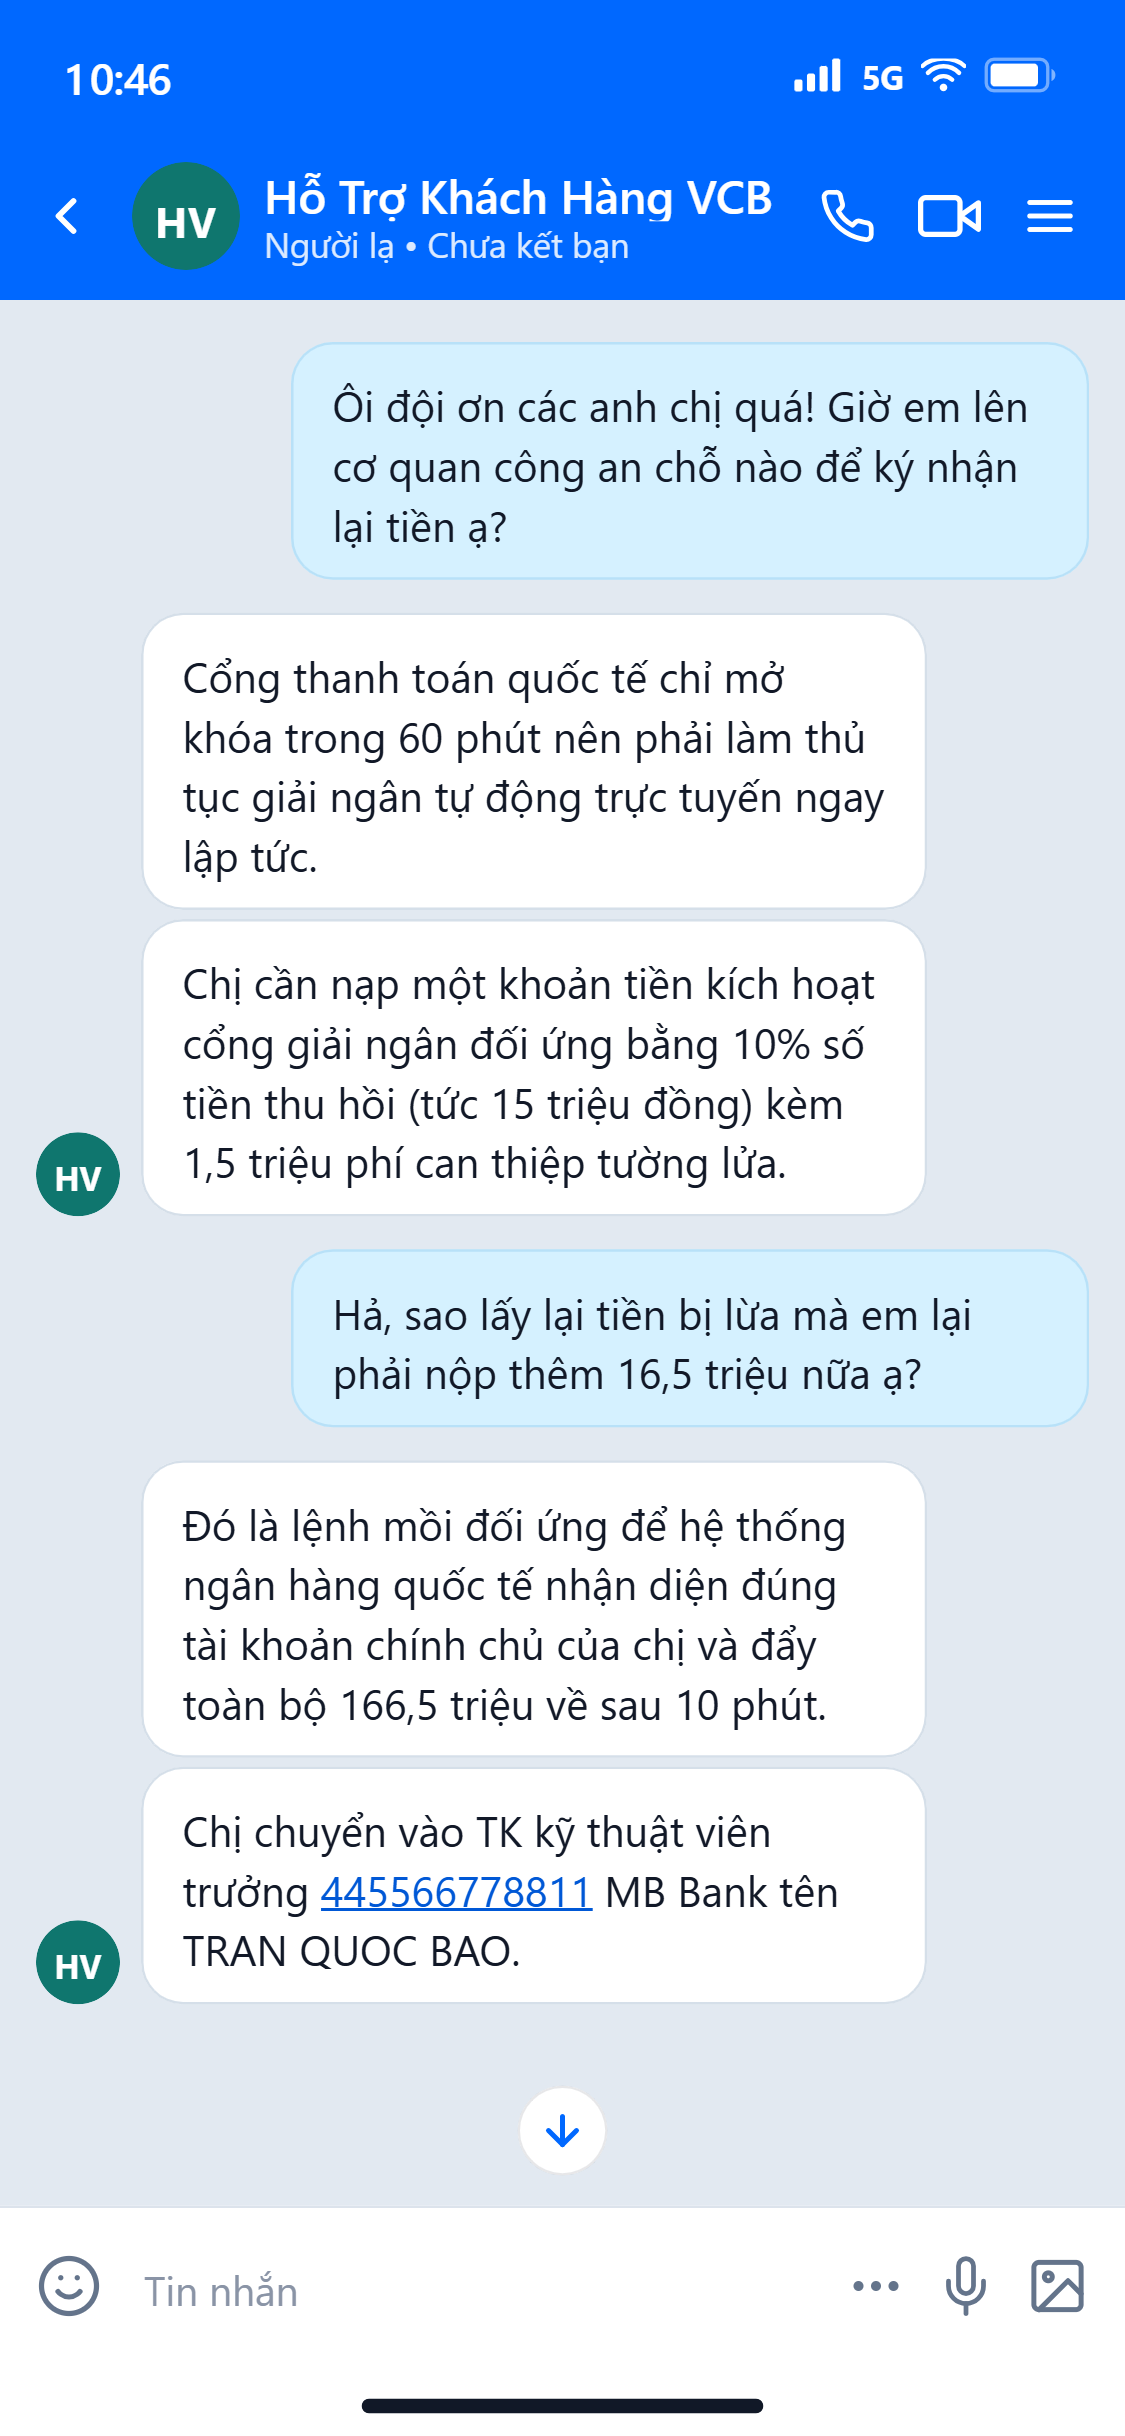 10:46
5G
HV
Hỗ Trợ Khách Hàng VCB
Người lạ • Chưa kết bạn
Ôi đội ơn các anh chị quá! Giờ em lên
cơ quan công an chỗ nào để ký nhận
lại tiền ạ?
Cổng thanh toán quốc tế chỉ mở
khóa trong 60 phút nên phải làm thủ
tục giải ngân tự động trực tuyến ngay
lập tức.
Chị cần nạp một khoản tiền kích hoạt
cổng giải ngân đối ứng bằng 10% số
tiền thu hồi (tức 15 triệu đồng) kèm
1,5 triệu phí can thiệp tường lửa.
HV
Hả, sao lấy lại tiền bị lừa mà em lại
phải nộp thêm 16,5 triệu nữa ạ?
Đó là lệnh mồi đối ứng để hệ thống
ngân hàng quốc tế nhận diện đúng
tài khoản chính chủ của chị và đẩy
toàn bộ 166,5 triệu về sau 10 phút.
Chị chuyển vào TK kỹ thuật viên
trưởng 445566778811 MB Bank tên
TRAN QUOC BAO.
HV
Tin nhắn